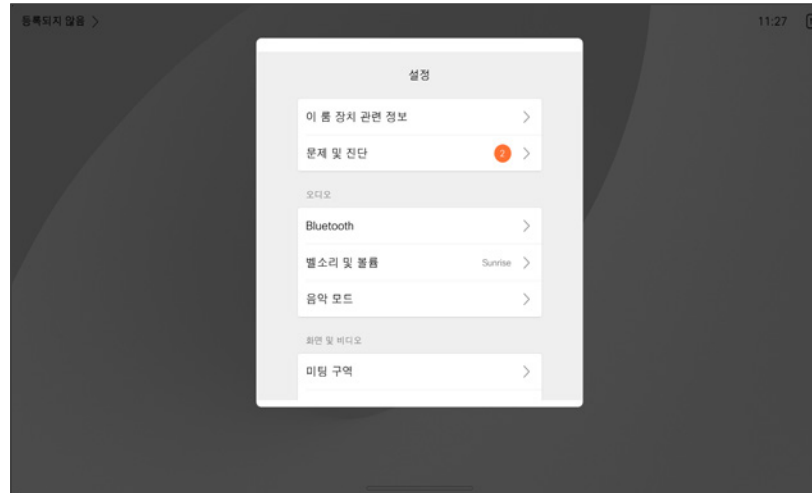 등록되지 않음
11:27
설정
이 룸 장치 관련 정보
문제 및 진단
2
오디오
Bluetooth
벨소리 및 볼륨
Sunrise
음악 모드
화면 및 비디오
미팅 구역